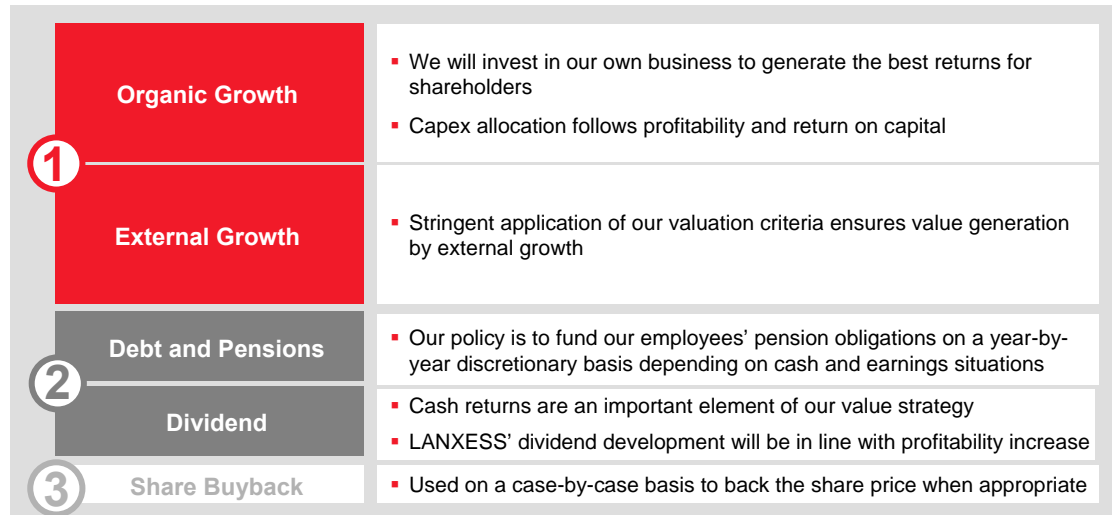 1
Organic Growth
▪ We will invest in our own business to generate the best returns for
shareholders
▪ Capex allocation follows profitability and return on capital
External Growth
▪ Stringent application of our valuation criteria ensures value generation
by external growth
2
Debt and Pensions
▪ Our policy is to fund our employees’ pension obligations on a year-by-
year discretionary basis depending on cash and earnings situations
Dividend
▪ Cash returns are an important element of our value strategy
▪ LANXESS’ dividend development will be in line with profitability increase
3
Share Buyback
▪ Used on a case-by-case basis to back the share price when appropriate